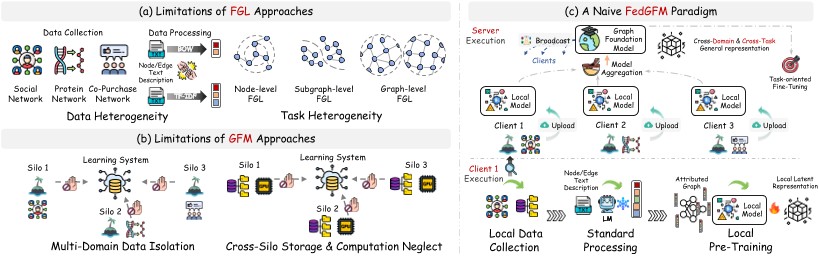 (a) Limitations of FGL Approaches
Data Collection
Data Processing
BOW
Node/Edge
Text
Description
TXT
TXT
TF-IDF
Social
Network
Protein
Network
Co-Purchase
Network
Node-level
FGL
Subgraph-level
FGL
Graph-level
FGL
Data Heterogeneity
Task Heterogeneity
(b) Limitations of GFM Approaches
Silo 1
Learning System
Silo 3
Silo 2
Multi-Domain Data Isolation
Silo 1
Learning System
Silo 3
Silo 2
Cross-Silo Storage & Computation Neglect
(c) A Naive FedGFM Paradigm
Server
Execution
Broadcast
Clients
Graph
Foundation
Model
Cross-Domain & Cross-Task
General representation
Model
Aggregation
Task-oriented
Fine-Tuning
Local
Model
Local
Model
Local
Model
Client 1
Upload
Client 2
Upload
Client 3
Upload
Client 1
Execution
Node/Edge
Text
Description
TXT
LM
Attributed
Graph
Local
Model
Local Latent
Representation
Local Data
Collection
Standard
Processing
Local
Pre-Training